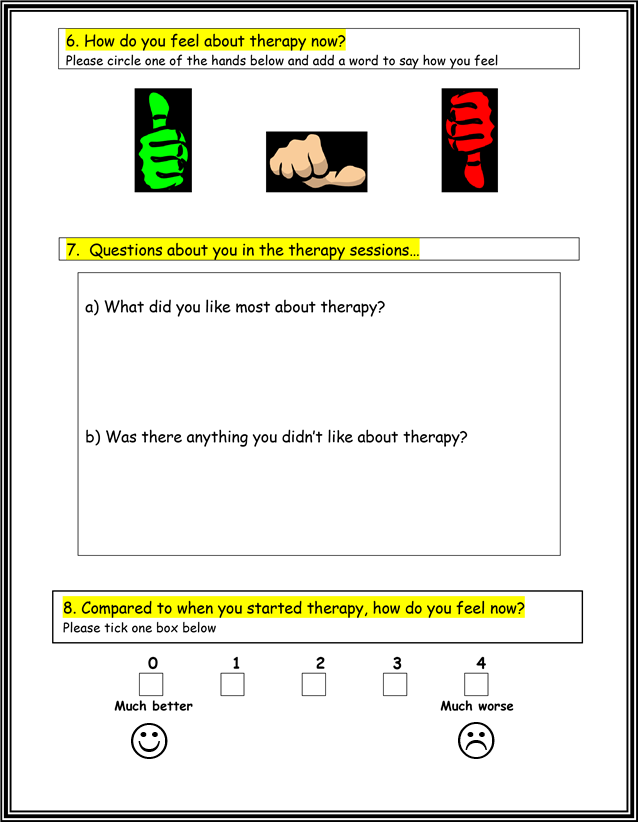 6. How do you feel about therapy now?
Please circle one of the hands below and add a word to say how you feel
7.  Questions about you in the therapy sessions…
a) What did you like most about therapy?
b) Was there anything you didn’t like about therapy?
8. Compared to when you started therapy, how do you feel now?
Please tick one box below
0 1 2 3 4
Much better Much worse